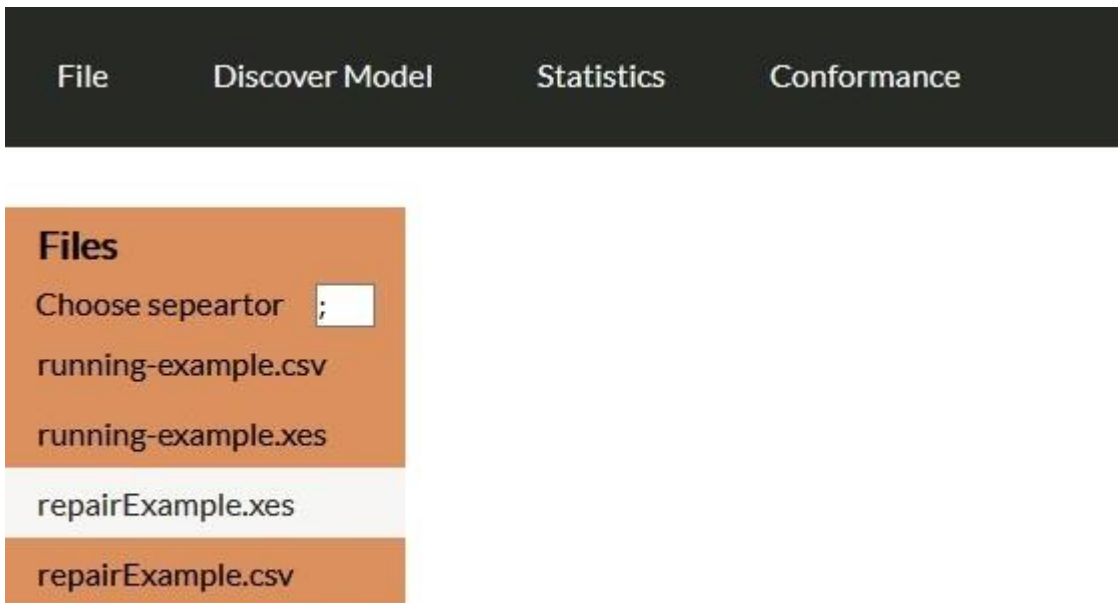 File Discover Model Statistics Conformance
Files
Choose sepeartor ;
running-example.csv
running-example.xes
repairExample.xes
repairExample.csv